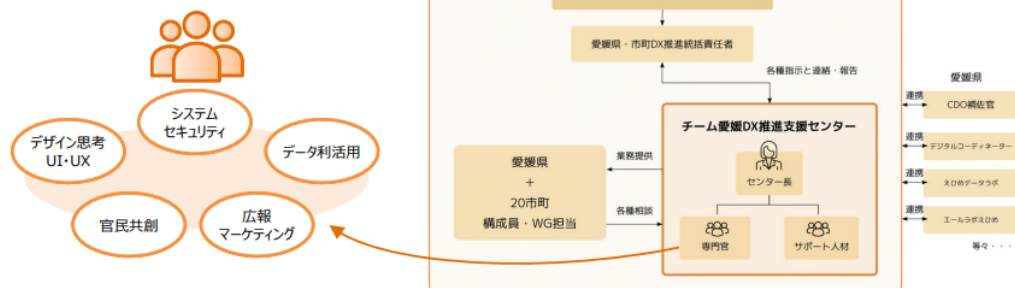 システム
セキュリティ
デザイン思考
UI・UX
データ利活用
官民共創
広報
マーケティング
愛媛県・市町DX推進統括責任者
各種指示と連絡・報告
チーム愛媛DX推進支援センター
センター長
専門官
サポート人材
愛媛県
+
20市町
構成員・WG担当
業務提供
各種相談
愛媛県
連携
CDO補佐官
連携
デジタルコーディネーター
連携
えひめデータラボ
連携
エールラボえひめ
等々・・・